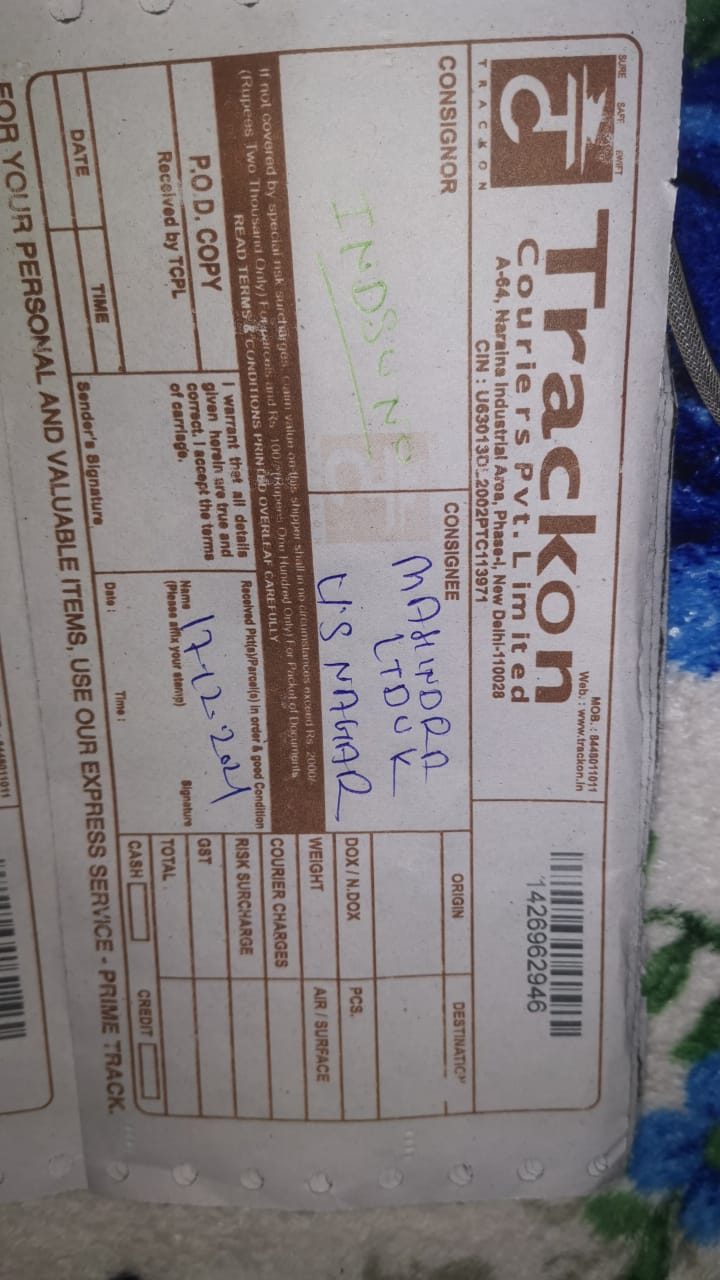 SURE SAFE SWIFT
TRACKON
Trackon
Couriers Pvt. Limited
A-64, Naraina Industrial Area, Phase-I, New Delhi-110028
CIN : U63013DL2002PTC113971
MOB. : 8448011011
Web. : www.trackon.in
1426962946
CONSIGNOR
CONSIGNEE
MAHINDRA
LTD UK
U'S NAGAR
ORIGIN
DESTINATION
DOX / N.DOX
PCS.
WEIGHT
AIR / SURFACE
COURIER CHARGES
RISK SURCHARGE
GST
TOTAL
CASH
CREDIT
If not covered by special risk surcharges, claim value on this shipper shall in no circumstances exceed Rs. 2000/-
(Rupees Two Thousand Only) For parcels and Rs. 100/- (Rupees One Hundred Only) For Packet of Documents
READ TERMS & CONDITIONS PRINTED OVERLEAF CAREFULLY
P.O.D. COPY
Received by TCPL
DATE
TIME
I warrant that all details
given herein are true and
correct. I accept the terms
of carriage.
Sender's Signature
Received Pkt(s)/Parcel(s) in order & good Condition
Name
Signature
(Please affix your stamp)
17-12-2024
Date :
Time :
FOR YOUR PERSONAL AND VALUABLE ITEMS, USE OUR EXPRESS SERVICE - PRIME TRACK.